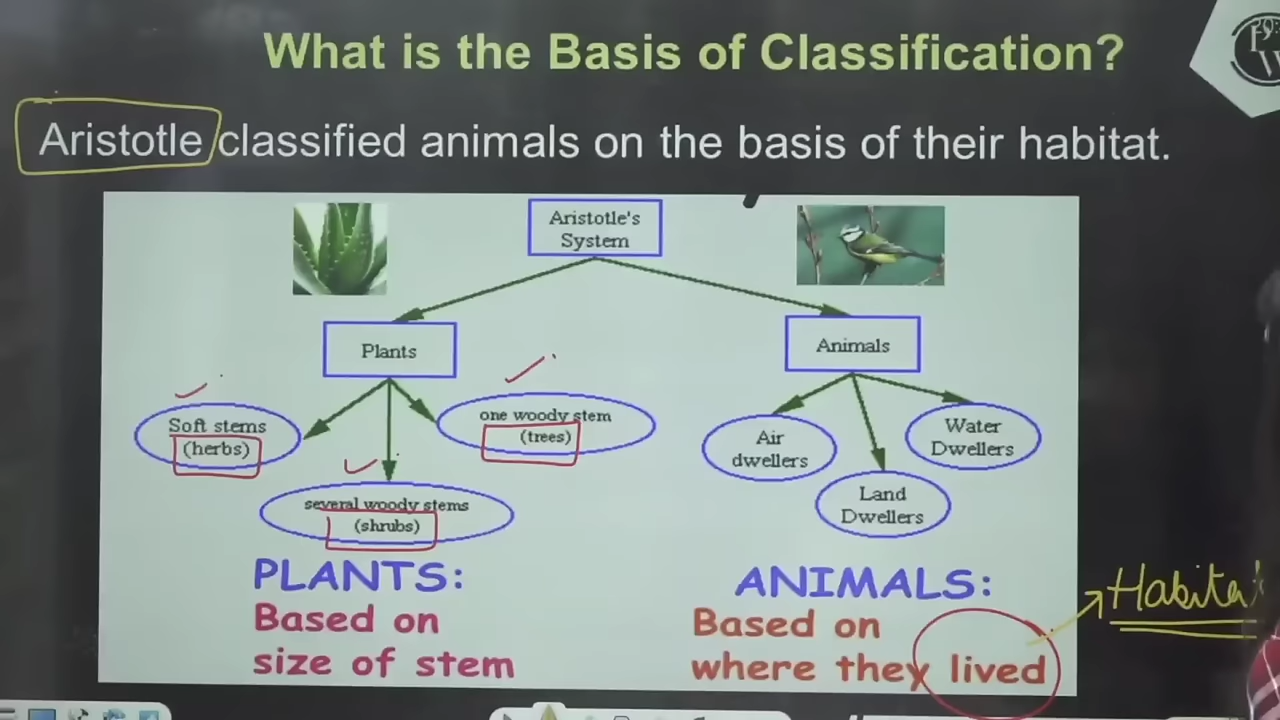 What is the Basis of Classification?
Aristotle classified animals on the basis of their habitat.
Aristotle's
System
Plants
Animals
Soft stems
(herbs)
one woody stem
(trees)
several woody stems
(shrubs)
Air
dwellers
Land
Dwellers
Water
Dwellers
PLANTS:
Based on
size of stem
ANIMALS:
Based on
where they lived
Habitat